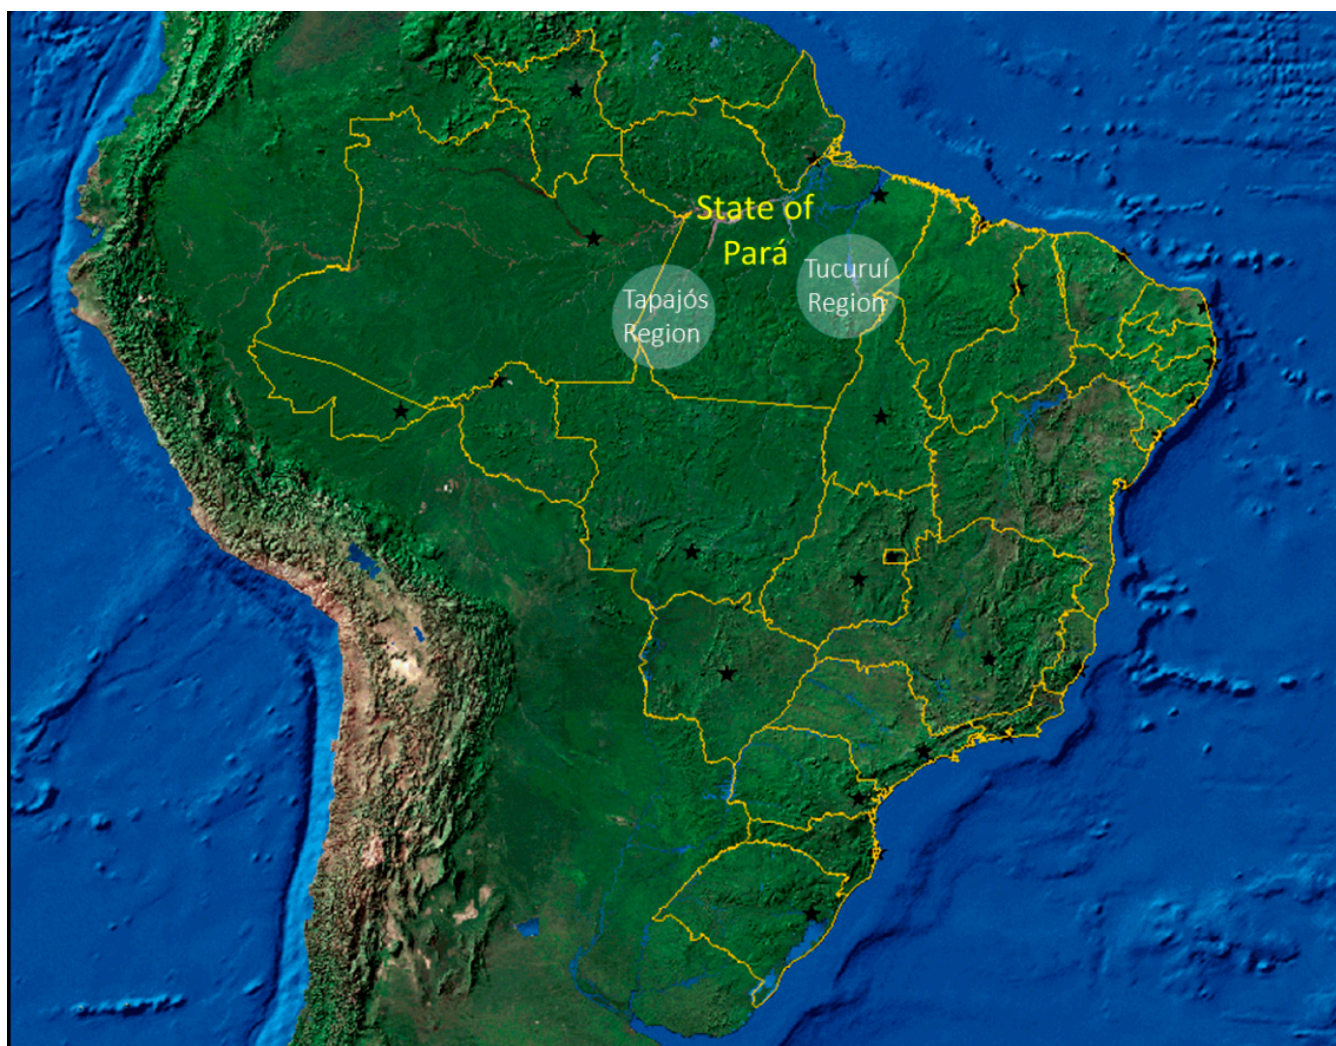 State of
Pará
Tucuruí
Region
Tapajós
Region